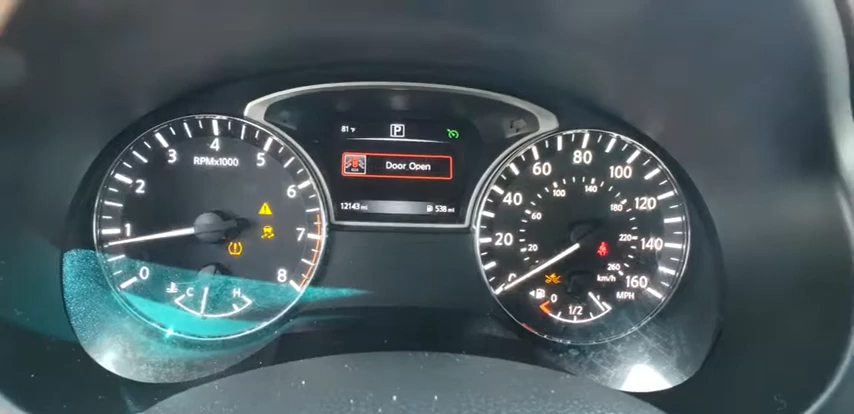 81°F P
Door Open
12143 mi 538 mi
0 1 2 3 4 5 6 7 8
RPMx1000
C H
0 20 40 60 80 100 120 140 160
20 60 100 140 180 220 260
km/h
MPH
0 1/2